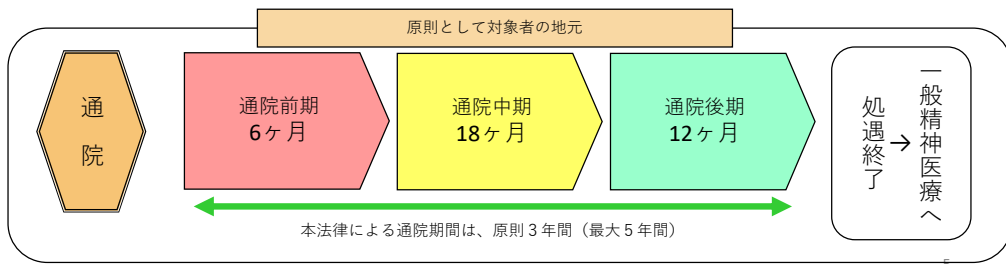 原則として対象者の地元
通院
通院前期
6ヶ月
通院中期
18ヶ月
通院後期
12ヶ月
一般精神医療へ
→
処遇終了
本法律による通院期間は、原則3年間（最大5年間）